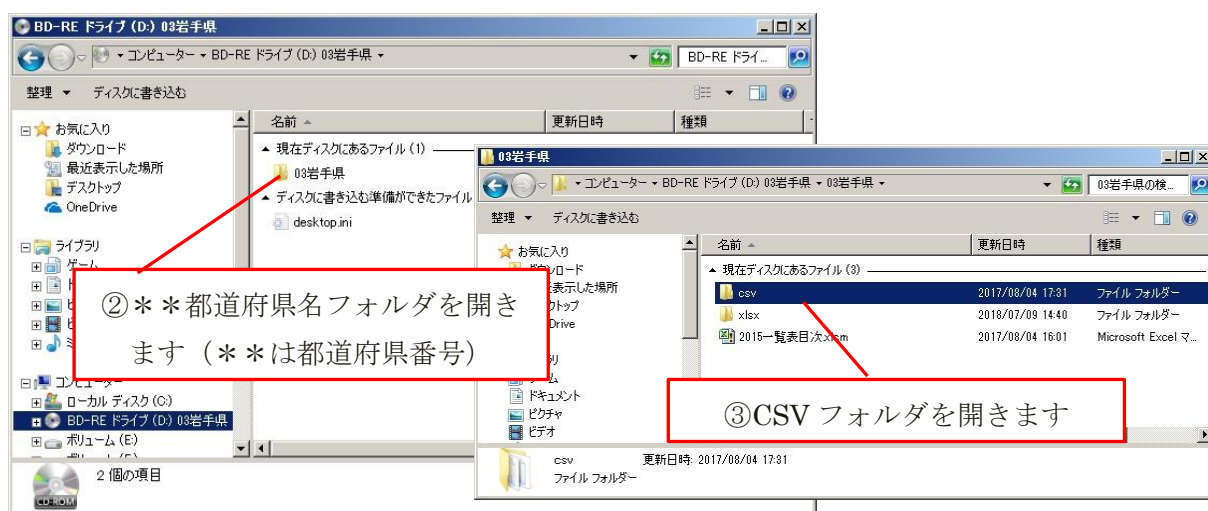 BD-RE ドライブ (D:) 03岩手県
コンピューター ▾ BD-RE ドライブ (D:) 03岩手県 ▾
BD-RE ドライ...
整理 ▼ ディスクに書き込む
お気に入り
ダウンロード
最近表示した場所
デスクトップ
OneDrive
ライブラリ
ゲーム
コンピューター
ローカル ディスク (C:)
BD-RE ドライブ (D:) 03岩手県
ボリューム (E:)
名前 更新日時 種類
現在ディスクにあるファイル (1)
03岩手県
ディスクに書き込む準備ができたファイル
desktop.ini
2 個の項目
CD-ROM
②＊＊都道府県名フォルダを開き
ます（＊＊は都道府県番号）
03岩手県
コンピューター ▾ BD-RE ドライブ (D:) 03岩手県 ▾ 03岩手県 ▾
03岩手県の検...
整理 ▼ ディスクに書き込む
お気に入り
ダウンロード
表示した場所
トップ
Drive
ドキュメント
ピクチャ
ビデオ
名前 更新日時 種類
現在ディスクにあるファイル (3)
csv 2017/08/04 17:31 ファイル フォルダー
xlsx 2018/07/09 14:40 ファイル フォルダー
2015一覧表目次.xlsm 2017/08/04 16:01 Microsoft Excel マ...
③CSV フォルダを開きます
csv 更新日時: 2017/08/04 17:31
ファイル フォルダー